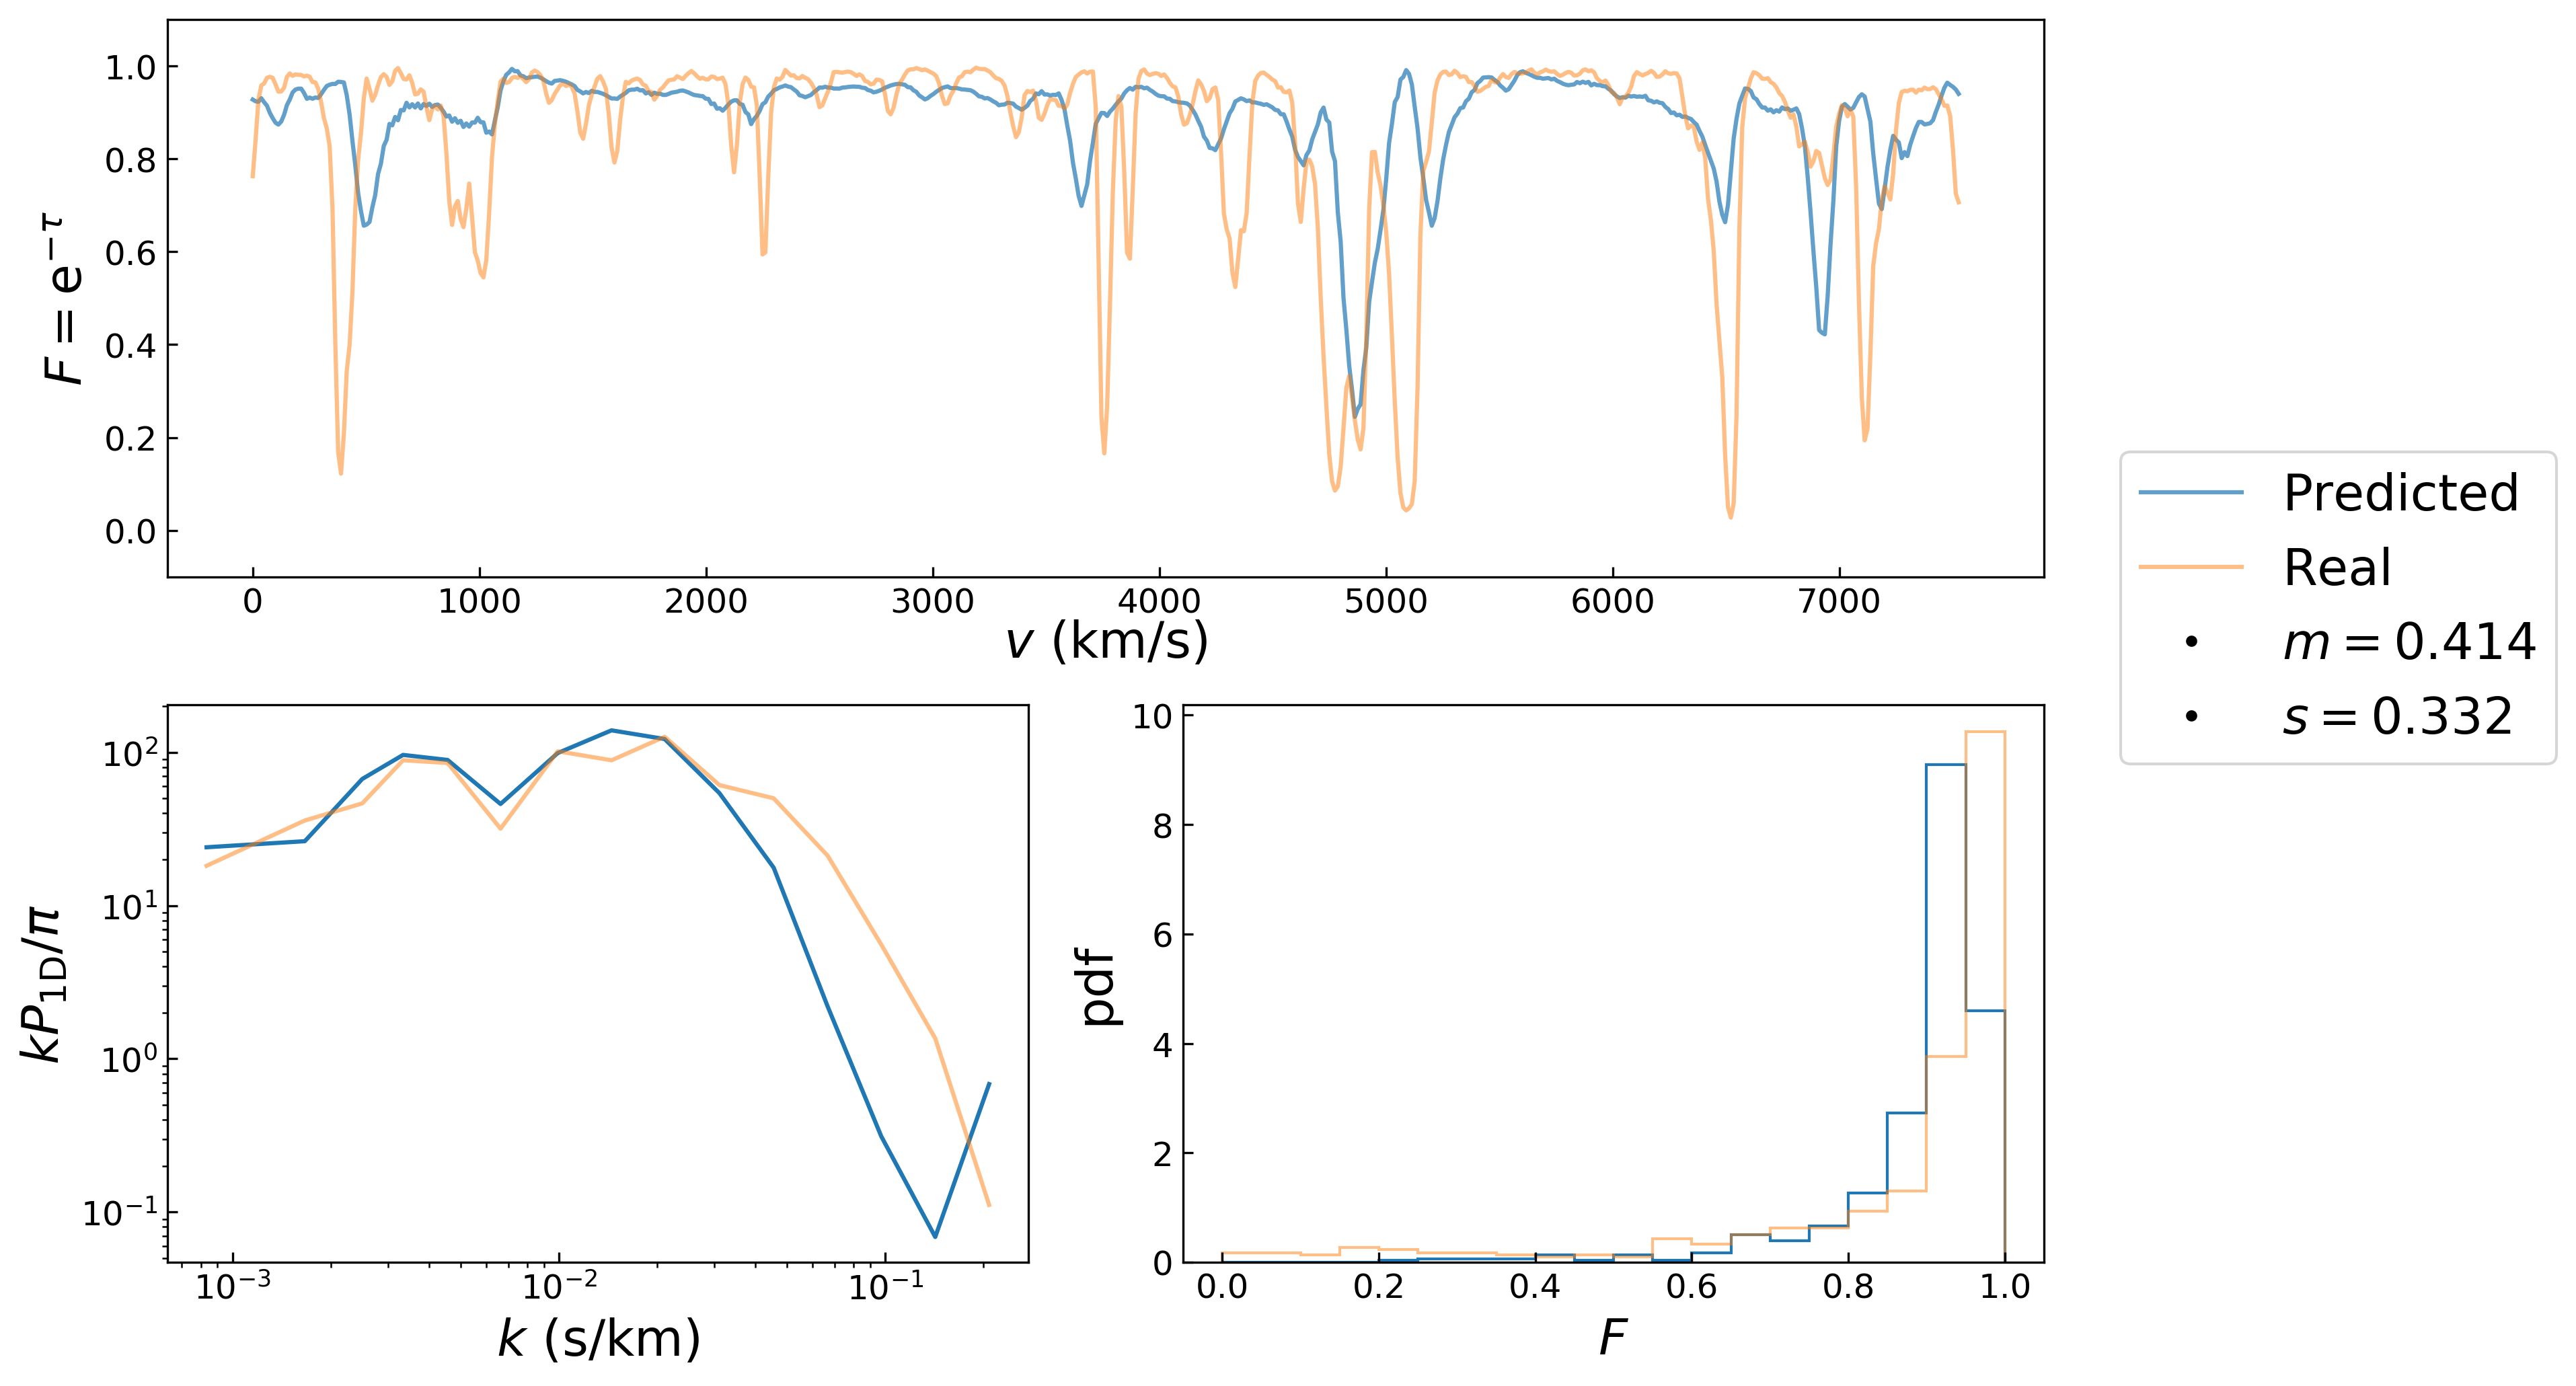 1.0
0.8
0.6
0.4
0.2
0.0
F = e^{−τ}
0 1000 2000 3000 4000 5000 6000 7000
v (km/s)
Predicted
Real
m = 0.414
s = 0.332
10^2
10^1
10^0
10^{−1}
kP_{1D}/π
10^{−3} 10^{−2} 10^{−1}
k (s/km)
10
8
6
4
2
0
pdf
0.0 0.2 0.4 0.6 0.8 1.0
F